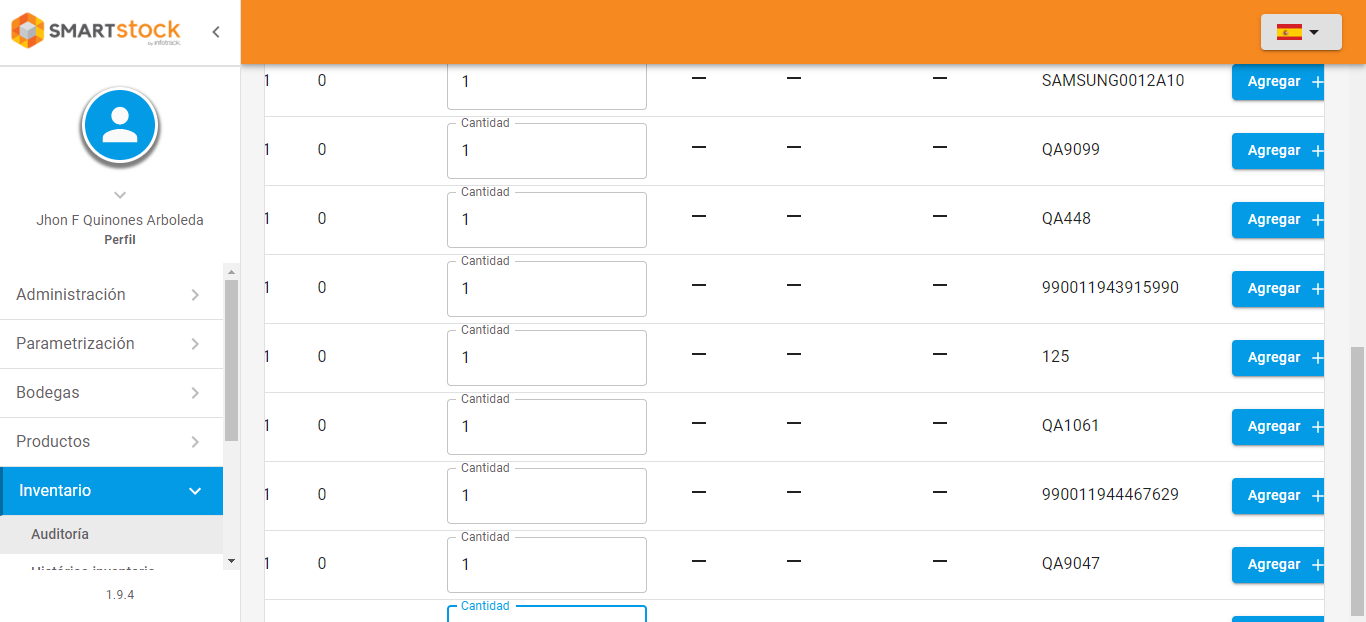 SMARTstock
by infotrack.
Jhon F Quinones Arboleda
Perfil
Administración
Parametrización
Bodegas
Productos
Inventario
Auditoría
Histórico inventario
1.9.4
1 0 1 — — — SAMSUNG0012A10 Agregar +
Cantidad
1 0 1 — — — QA9099 Agregar +
Cantidad
1 0 1 — — — QA448 Agregar +
Cantidad
1 0 1 — — — 990011943915990 Agregar +
Cantidad
1 0 1 — — — 125 Agregar +
Cantidad
1 0 1 — — — QA1061 Agregar +
Cantidad
1 0 1 — — — 990011944467629 Agregar +
Cantidad
1 0 1 — — — QA9047 Agregar +
Cantidad